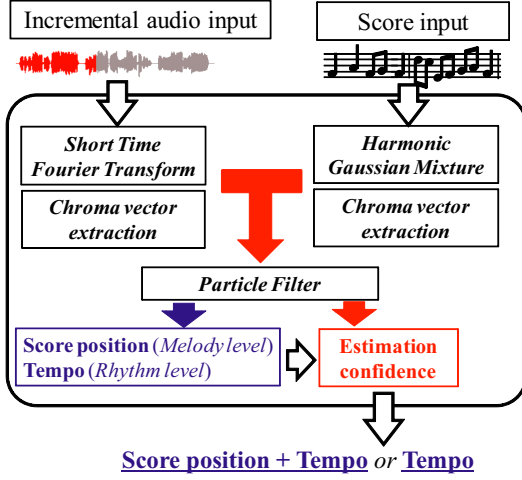 Incremental audio input
Score input
Short Time
Fourier Transform
Harmonic
Gaussian Mixture
Chroma vector
extraction
Chroma vector
extraction
Particle Filter
Score position (Melody level)
Tempo (Rhythm level)
Estimation
confidence
Score position + Tempo or Tempo